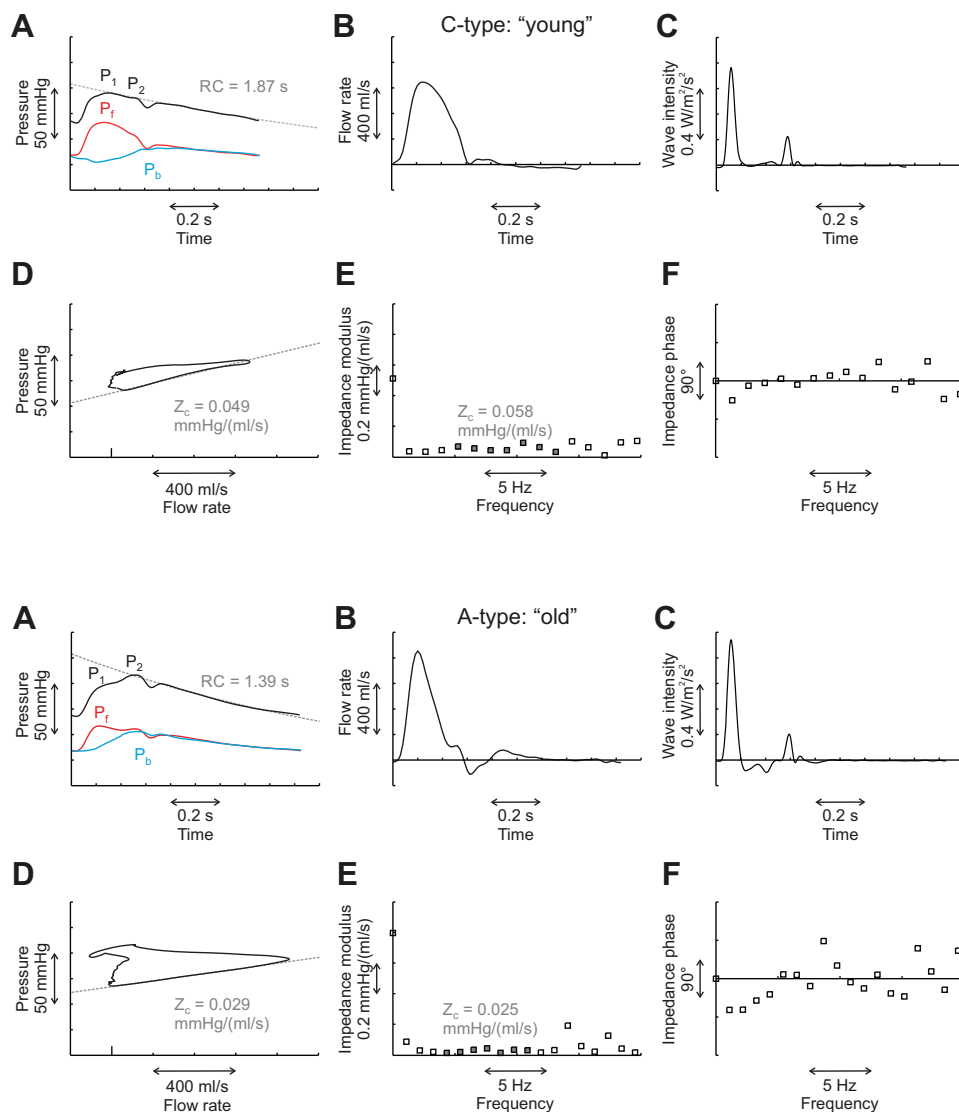 A
B
C-type: "young"
C
Pressure
50 mmHg
P1
P2
RC = 1.87 s
Pf
Pb
0.2 s
Time
Flow rate
400 ml/s
0.2 s
Time
Wave intensity
0.4 W/m²/s²
0.2 s
Time
D
E
F
Pressure
50 mmHg
Zc = 0.049
mmHg/(ml/s)
400 ml/s
Flow rate
Impedance modulus
0.2 mmHg/(ml/s)
Zc = 0.058
mmHg/(ml/s)
5 Hz
Frequency
Impedance phase
90°
5 Hz
Frequency
A
B
A-type: "old"
C
Pressure
50 mmHg
P1
P2
RC = 1.39 s
Pf
Pb
0.2 s
Time
Flow rate
400 ml/s
0.2 s
Time
Wave intensity
0.4 W/m²/s²
0.2 s
Time
D
E
F
Pressure
50 mmHg
Zc = 0.029
mmHg/(ml/s)
400 ml/s
Flow rate
Impedance modulus
0.2 mmHg/(ml/s)
Zc = 0.025
mmHg/(ml/s)
5 Hz
Frequency
Impedance phase
90°
5 Hz
Frequency